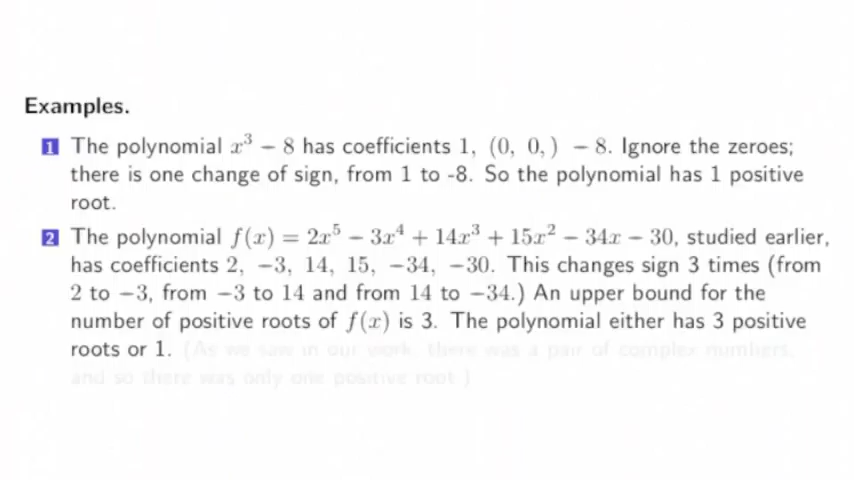 Examples.
1 The polynomial x³ − 8 has coefficients 1, (0, 0,) − 8. Ignore the zeroes;
there is one change of sign, from 1 to -8. So the polynomial has 1 positive
root.
2 The polynomial f(x) = 2x⁵ − 3x⁴ + 14x³ + 15x² − 34x − 30, studied earlier,
has coefficients 2, −3, 14, 15, −34, −30. This changes sign 3 times (from
2 to −3, from −3 to 14 and from 14 to −34.) An upper bound for the
number of positive roots of f(x) is 3. The polynomial either has 3 positive
roots or 1. (As we saw in our work, there was a pair of complex numbers,
and so there was only one positive root.)